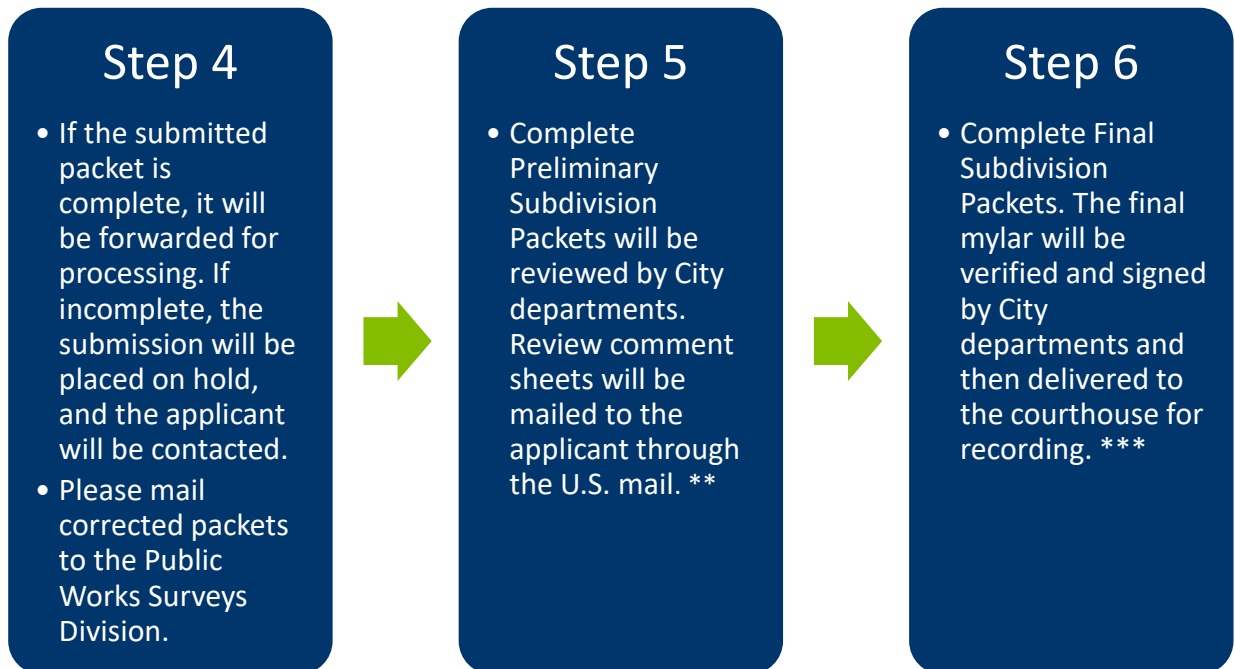 Step 4
• If the submitted
packet is
complete, it will
be forwarded for
processing. If
incomplete, the
submission will be
placed on hold,
and the applicant
will be contacted.
• Please mail
corrected packets
to the Public
Works Surveys
Division.
Step 5
• Complete
Preliminary
Subdivision
Packets will be
reviewed by City
departments.
Review comment
sheets will be
mailed to the
applicant through
the U.S. mail. **
Step 6
• Complete Final
Subdivision
Packets. The final
mylar will be
verified and signed
by City
departments and
then delivered to
the courthouse for
recording. ***